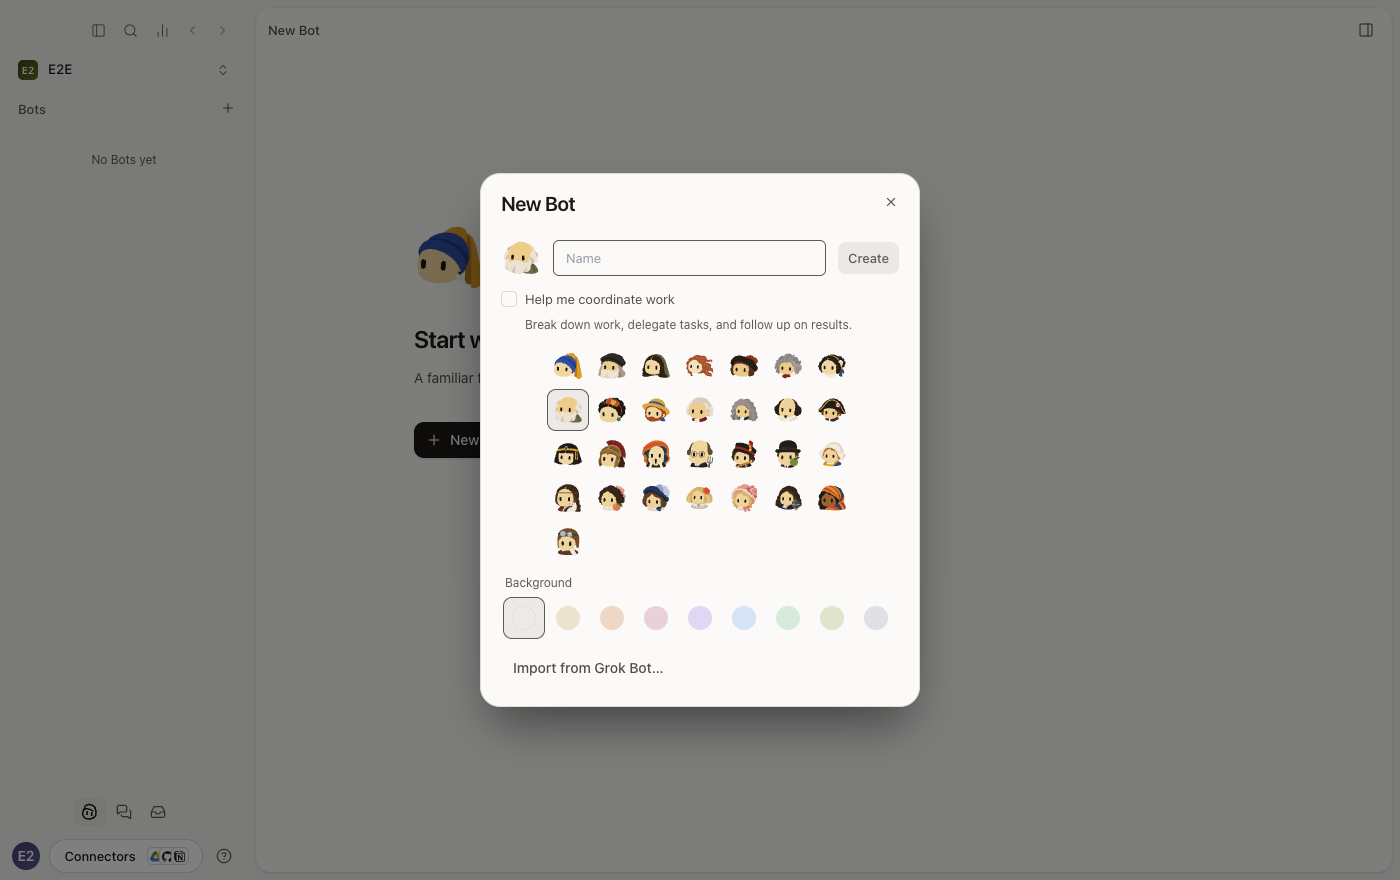 New Bot
E2 E2E
Bots
No Bots yet
Start w
A familiar f
New
New Bot
Name
Create
Help me coordinate work
Break down work, delegate tasks, and follow up on results.
Background
Import from Grok Bot...
E2
Connectors